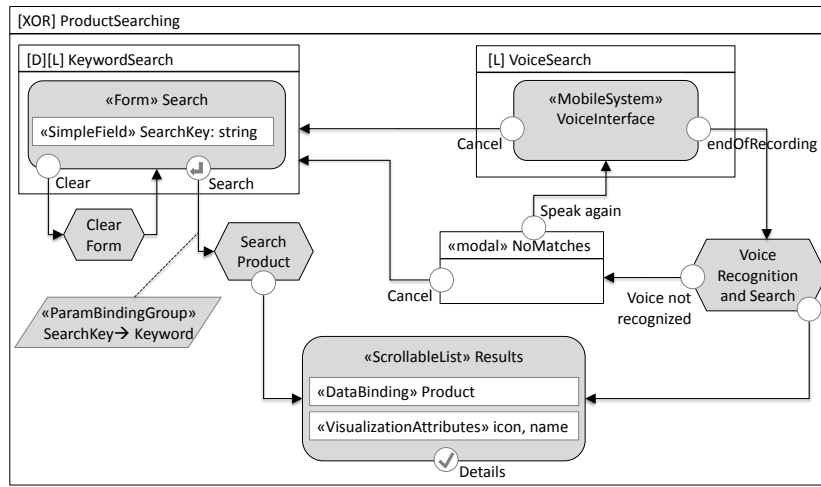 [XOR] ProductSearching
[D][L] KeywordSearch
«Form» Search
«SimpleField» SearchKey: string
Clear
Search
Clear
Form
Search
Product
«ParamBindingGroup»
SearchKey→ Keyword
[L] VoiceSearch
«MobileSystem»
VoiceInterface
Cancel
endOfRecording
Speak again
«modal» NoMatches
Cancel
Voice
Recognition
and Search
Voice not
recognized
«ScrollableList» Results
«DataBinding» Product
«VisualizationAttributes» icon, name
Details